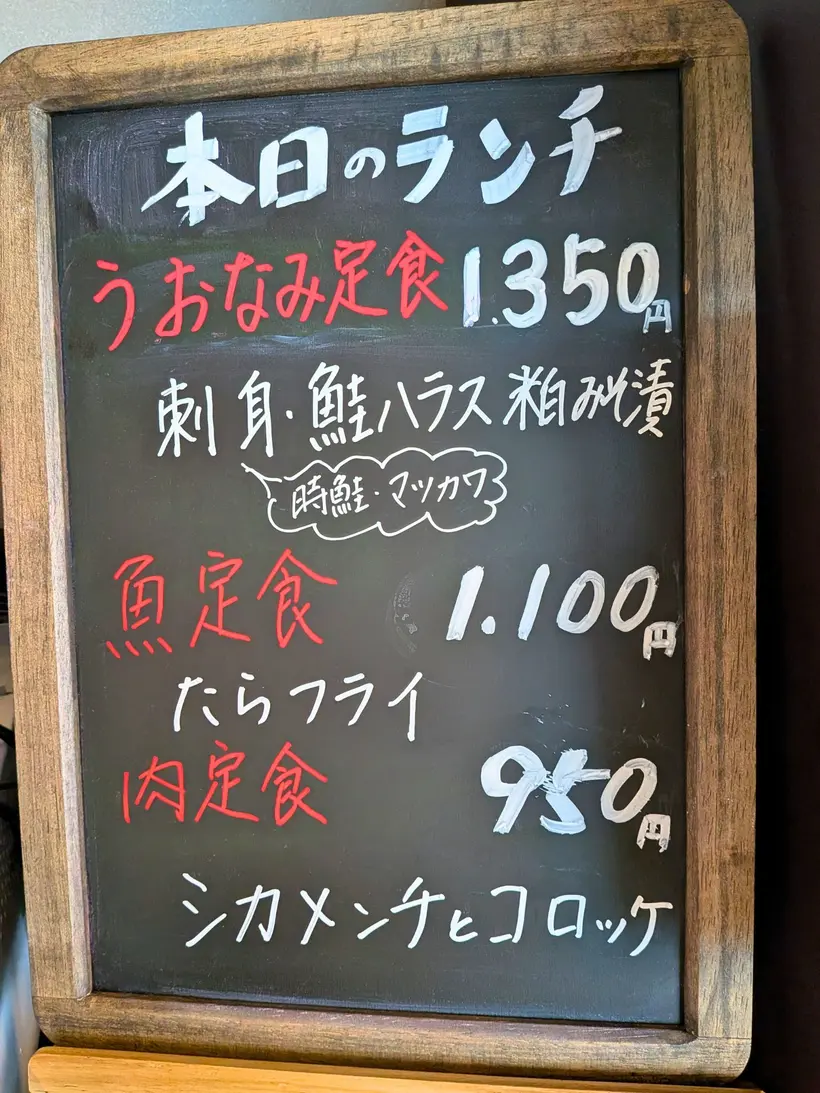 本日のランチ
うおなみ定食 1.350円
刺身・鮭ハラス粕みそ漬
時鮭・マツカワ
魚定食 1.100円
たらフライ
肉定食 950円
シカメンチとコロッケ